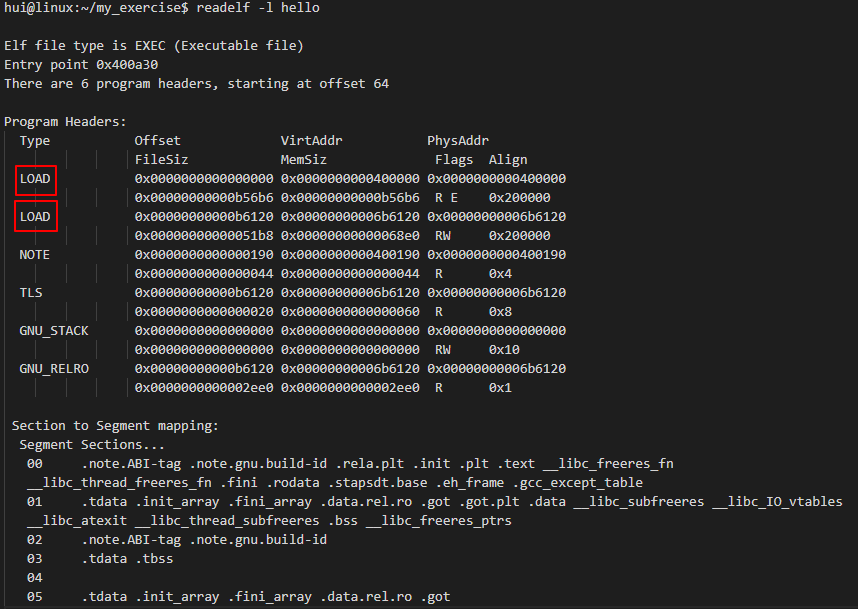 hui@linux:~/my_exercise$ readelf -l hello
Elf file type is EXEC (Executable file)
Entry point 0x400a30
There are 6 program headers, starting at offset 64
Program Headers:
Type Offset VirtAddr PhysAddr
FileSiz MemSiz Flags Align
LOAD 0x0000000000000000 0x0000000000400000 0x0000000000400000
0x00000000000b56b6 0x00000000000b56b6 R E 0x200000
LOAD 0x00000000000b6120 0x00000000006b6120 0x00000000006b6120
0x00000000000051b8 0x00000000000068e0 RW 0x200000
NOTE 0x0000000000000190 0x0000000000400190 0x0000000000400190
0x0000000000000044 0x0000000000000044 R 0x4
TLS 0x00000000000b6120 0x00000000006b6120 0x00000000006b6120
0x0000000000000020 0x0000000000000060 R 0x8
GNU_STACK 0x0000000000000000 0x0000000000000000 0x0000000000000000
0x0000000000000000 0x0000000000000000 RW 0x10
GNU_RELRO 0x00000000000b6120 0x00000000006b6120 0x00000000006b6120
0x0000000000002ee0 0x0000000000002ee0 R 0x1
Section to Segment mapping:
Segment Sections...
00 .note.ABI-tag .note.gnu.build-id .rela.plt .init .plt .text __libc_freeres_fn
__libc_thread_freeres_fn .fini .rodata .stapsdt.base .eh_frame .gcc_except_table
01 .tdata .init_array .fini_array .data.rel.ro .got .got.plt .data __libc_subfreeres __libc_IO_vtables
__libc_atexit __libc_thread_subfreeres .bss __libc_freeres_ptrs
02 .note.ABI-tag .note.gnu.build-id
03 .tdata .tbss
04
05 .tdata .init_array .fini_array .data.rel.ro .got